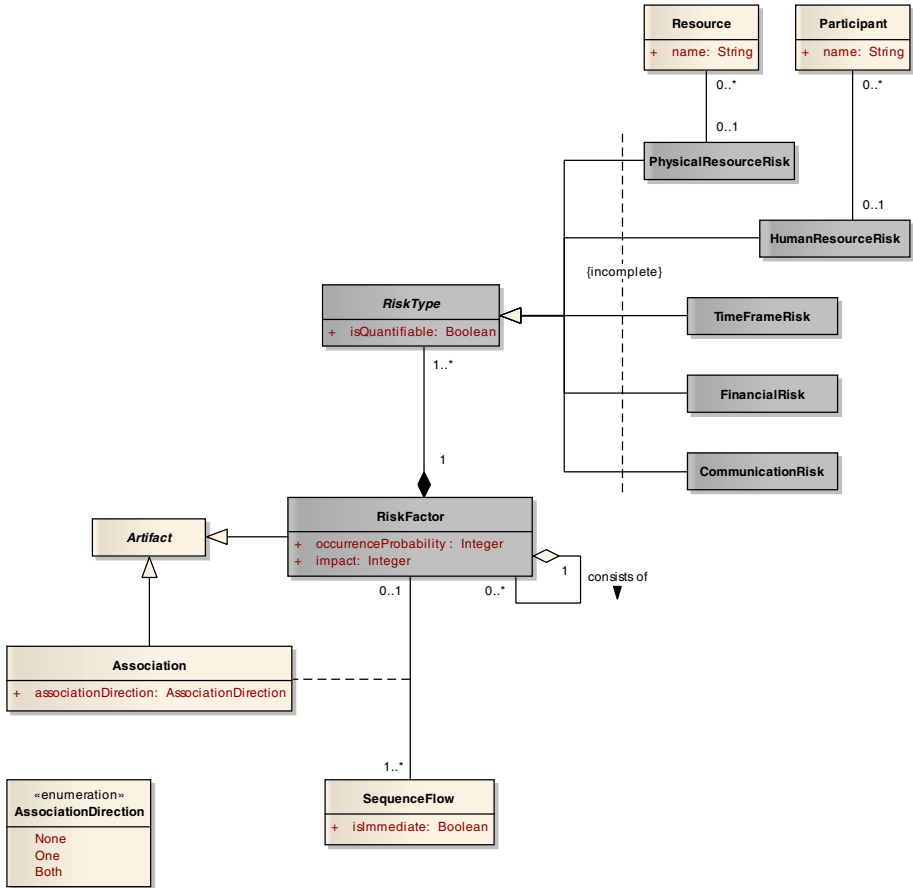 Resource
+ name: String
Participant
+ name: String
0..*
0..*
0..1
PhysicalResourceRisk
0..1
HumanResourceRisk
{incomplete}
RiskType
+ isQuantifiable: Boolean
TimeFrameRisk
1..*
FinancialRisk
1
CommunicationRisk
RiskFactor
+ occurrenceProbability: Integer
+ impact: Integer
Artifact
1
consists of
0..1
0..*
Association
+ associationDirection: AssociationDirection
1..*
«enumeration»
AssociationDirection
None
One
Both
SequenceFlow
+ isImmediate: Boolean